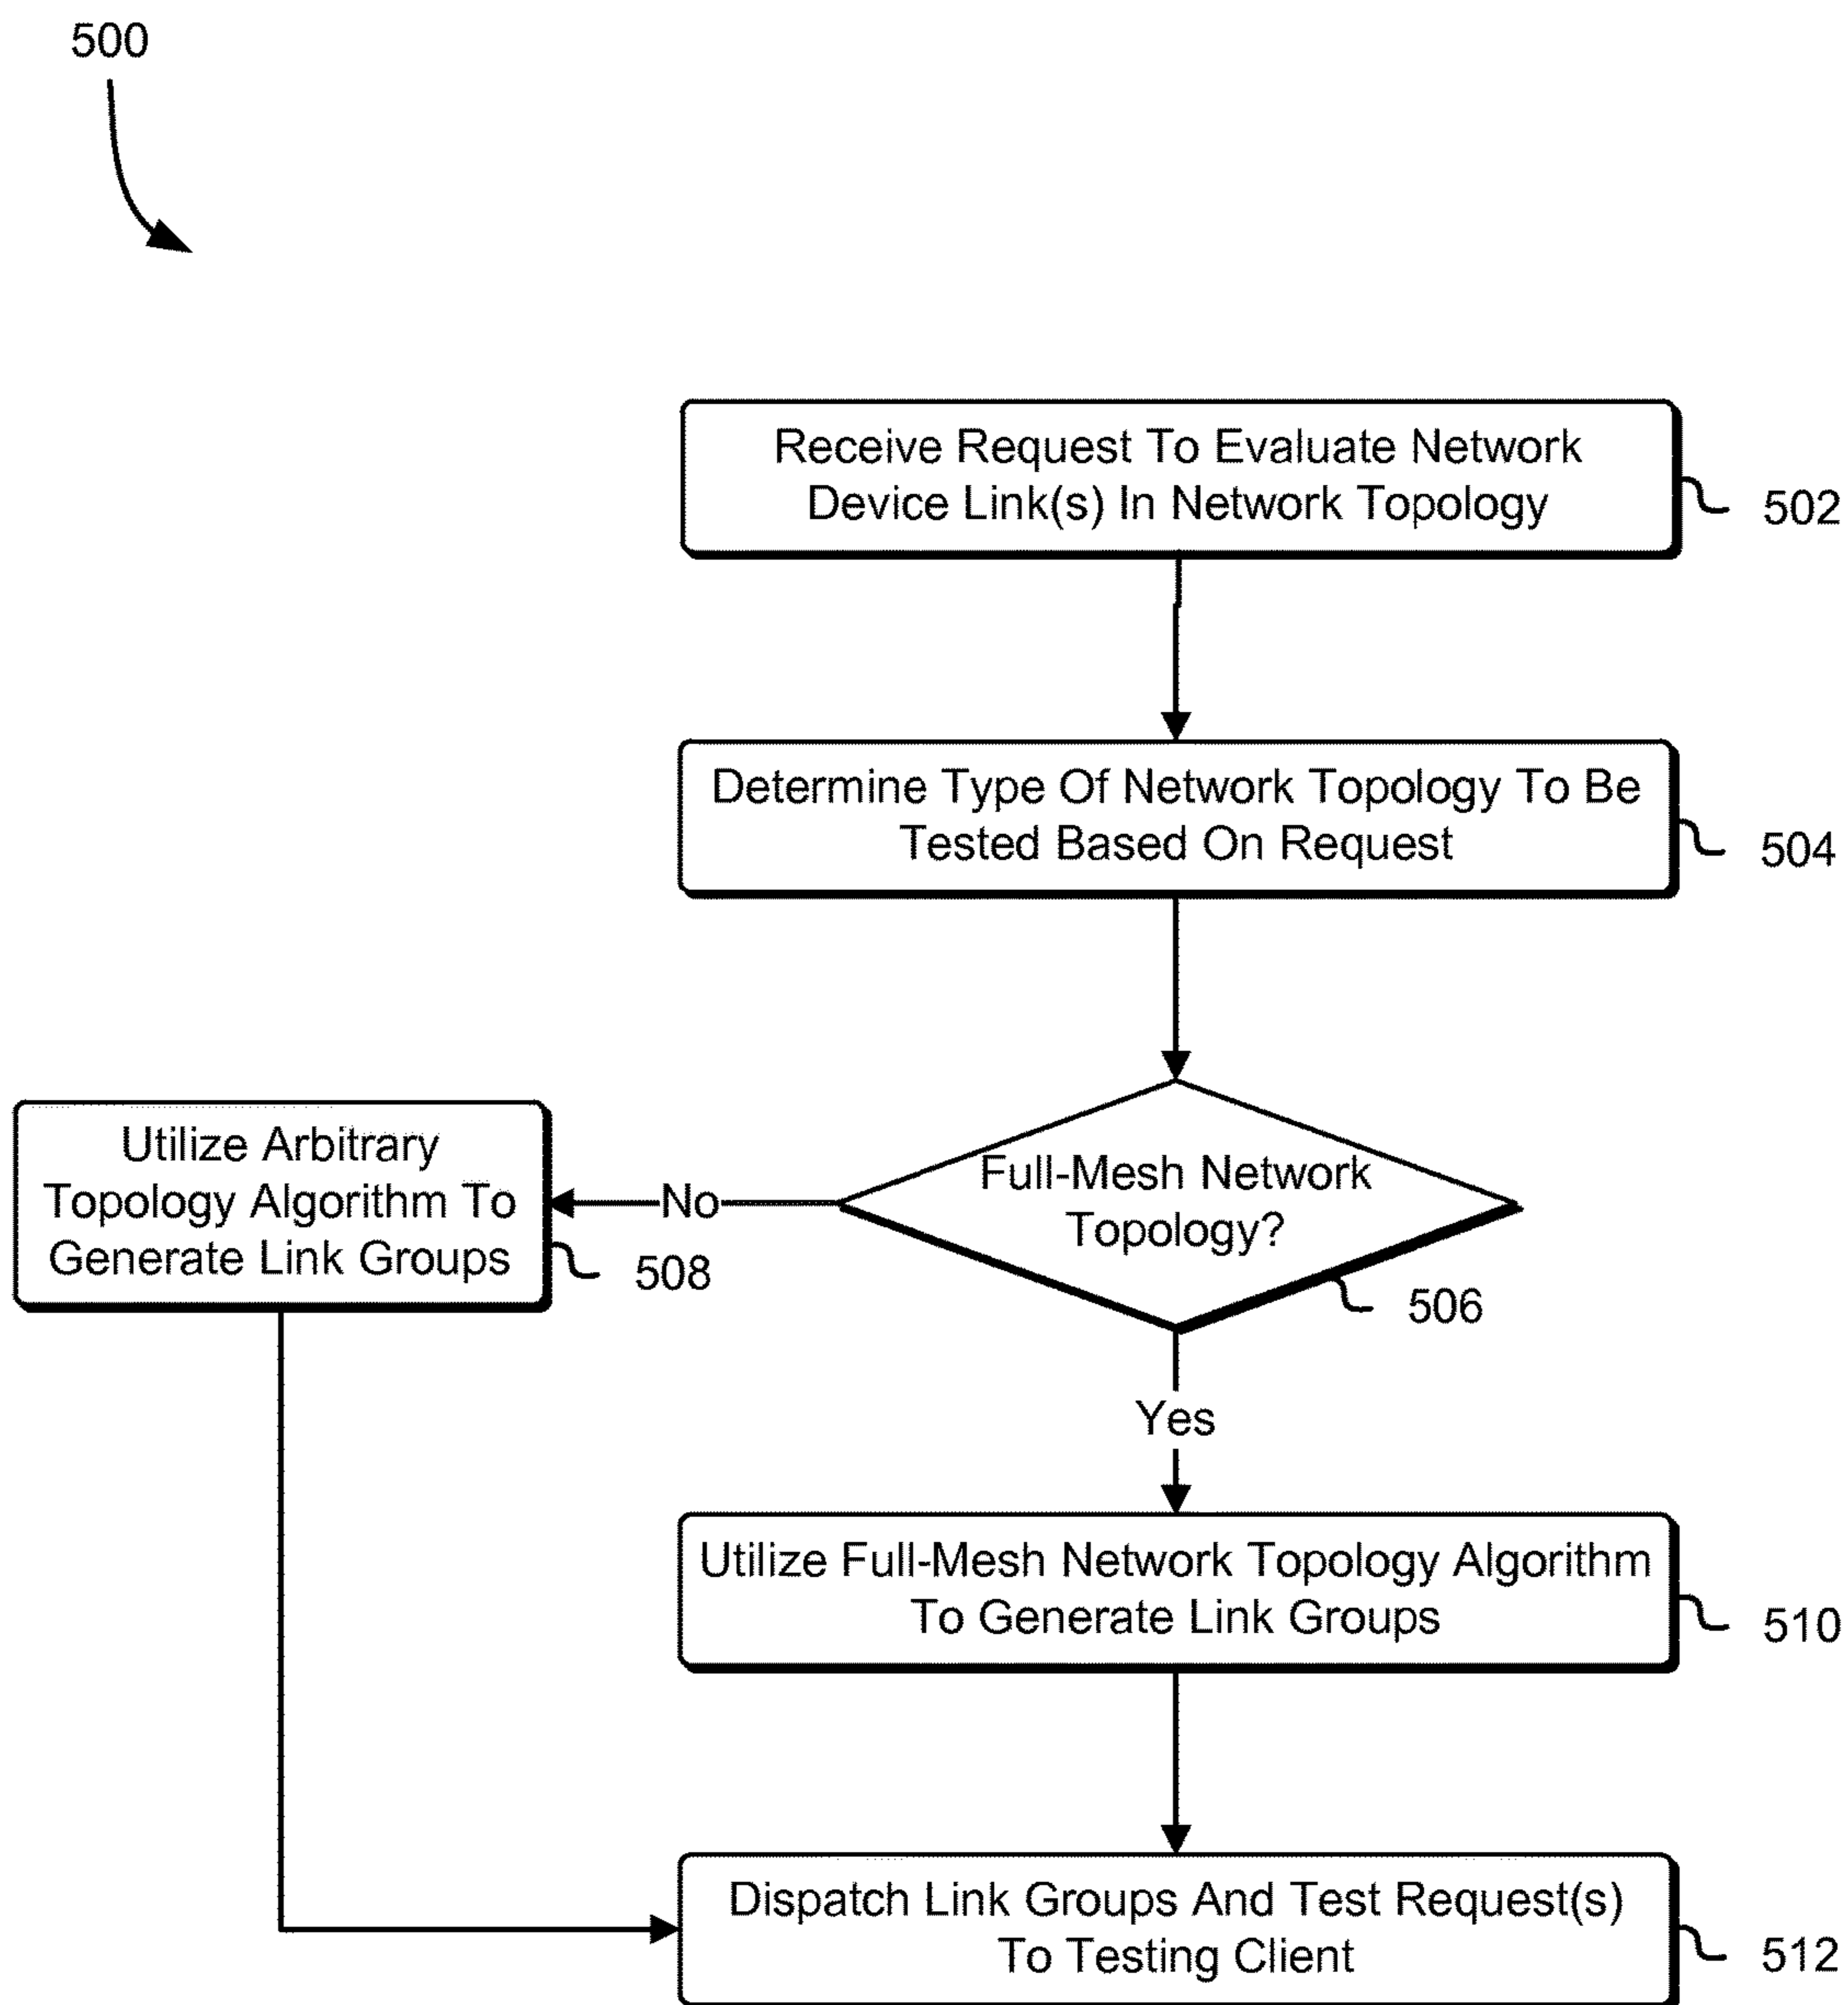 500
Receive Request To Evaluate Network
Device Link(s) In Network Topology
502
Determine Type Of Network Topology To Be
Tested Based On Request
504
Full-Mesh Network
Topology?
506
No
Utilize Arbitrary
Topology Algorithm To
Generate Link Groups
508
Yes
Utilize Full-Mesh Network Topology Algorithm
To Generate Link Groups
510
Dispatch Link Groups And Test Request(s)
To Testing Client
512